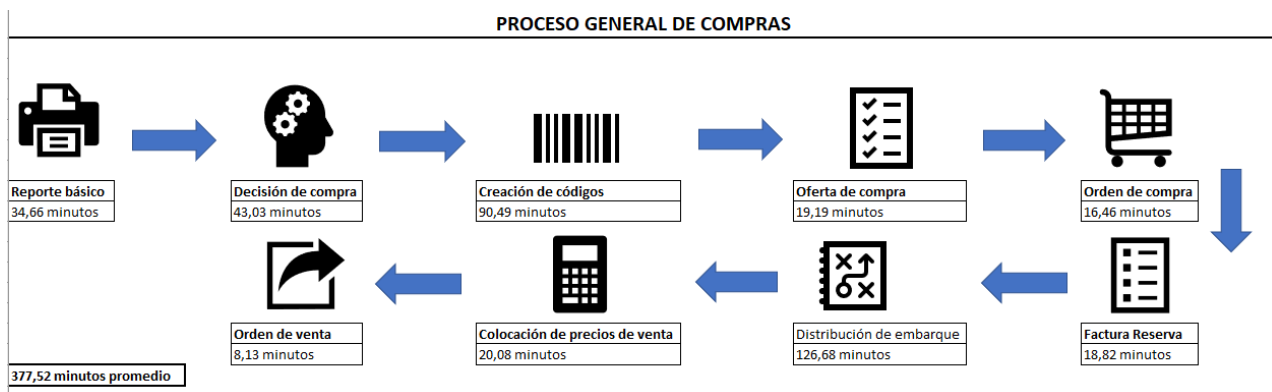 PROCESO GENERAL DE COMPRAS
Reporte básico
34,66 minutos
Decisión de compra
43,03 minutos
Creación de códigos
90,49 minutos
Oferta de compra
19,19 minutos
Orden de compra
16,46 minutos
Factura Reserva
18,82 minutos
Distribución de embarque
126,68 minutos
Colocación de precios de venta
20,08 minutos
Orden de venta
8,13 minutos
377,52 minutos promedio